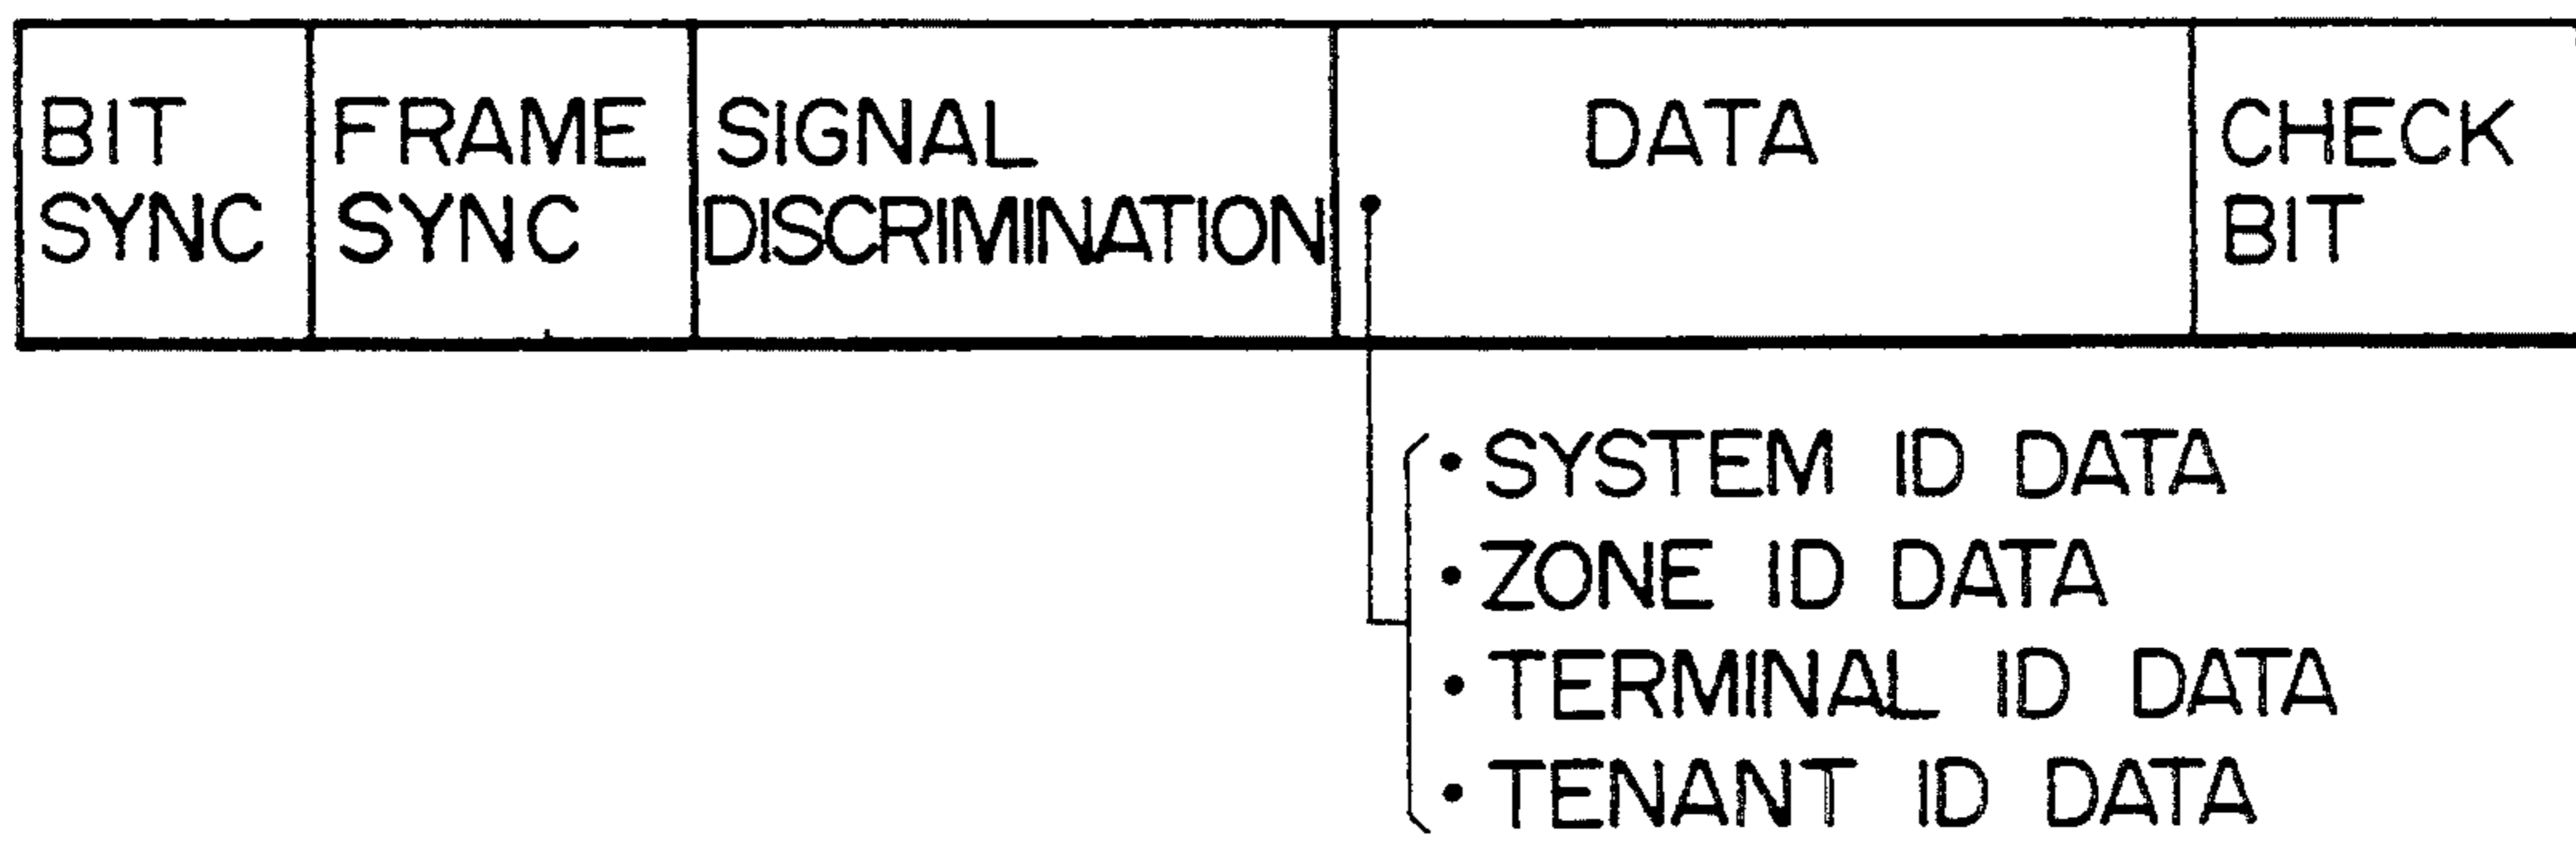 BIT
SYNC
FRAME
SYNC
SIGNAL
DISCRIMINATION
DATA
CHECK
BIT
• SYSTEM ID DATA
• ZONE ID DATA
• TERMINAL ID DATA
• TENANT ID DATA